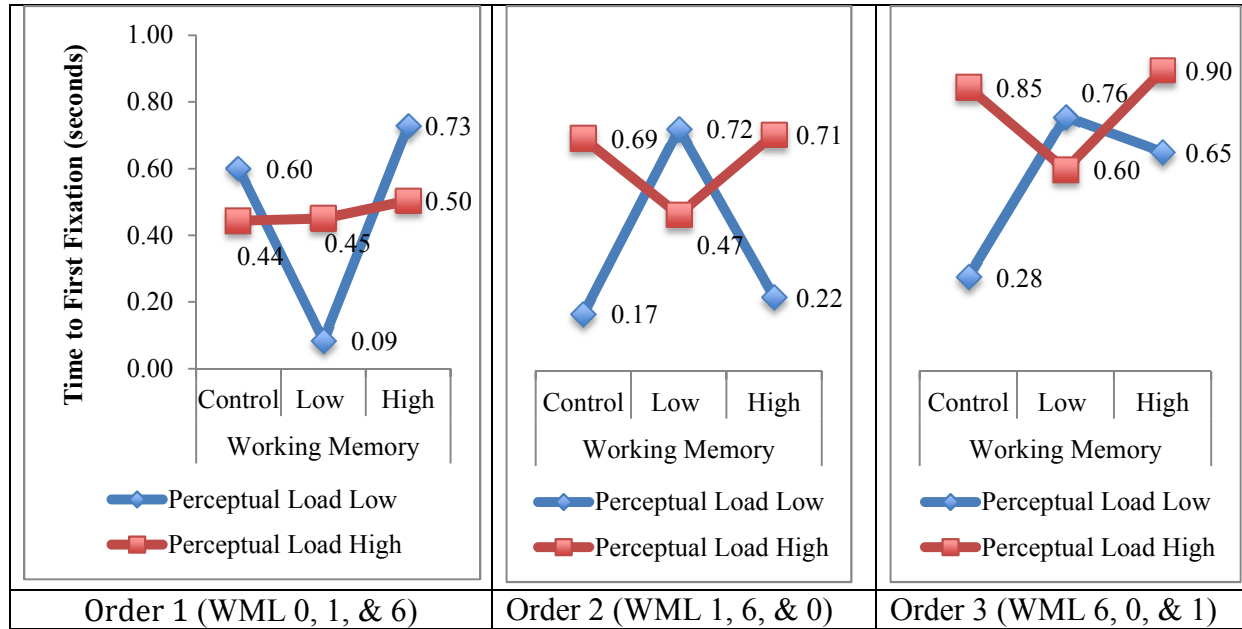 Time to First Fixation (seconds)
1.00
0.80
0.60
0.40
0.20
0.00
0.60
0.09
0.73
0.44
0.45
0.50
Control Low High
Working Memory
Perceptual Load Low
Perceptual Load High
Order 1 (WML 0, 1, & 6)
0.69
0.72
0.71
0.47
0.17
0.22
Control Low High
Working Memory
Perceptual Load Low
Perceptual Load High
Order 2 (WML 1, 6, & 0)
0.85
0.76
0.90
0.60
0.65
0.28
Control Low High
Working Memory
Perceptual Load Low
Perceptual Load High
Order 3 (WML 6, 0, & 1)